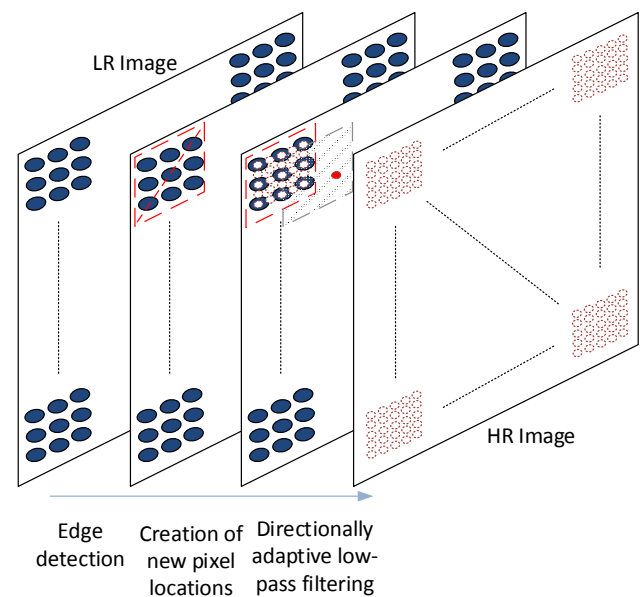 LR Image
HR Image
Edge
detection
Creation of
new pixel
locations
Directionally
adaptive low-
pass filtering